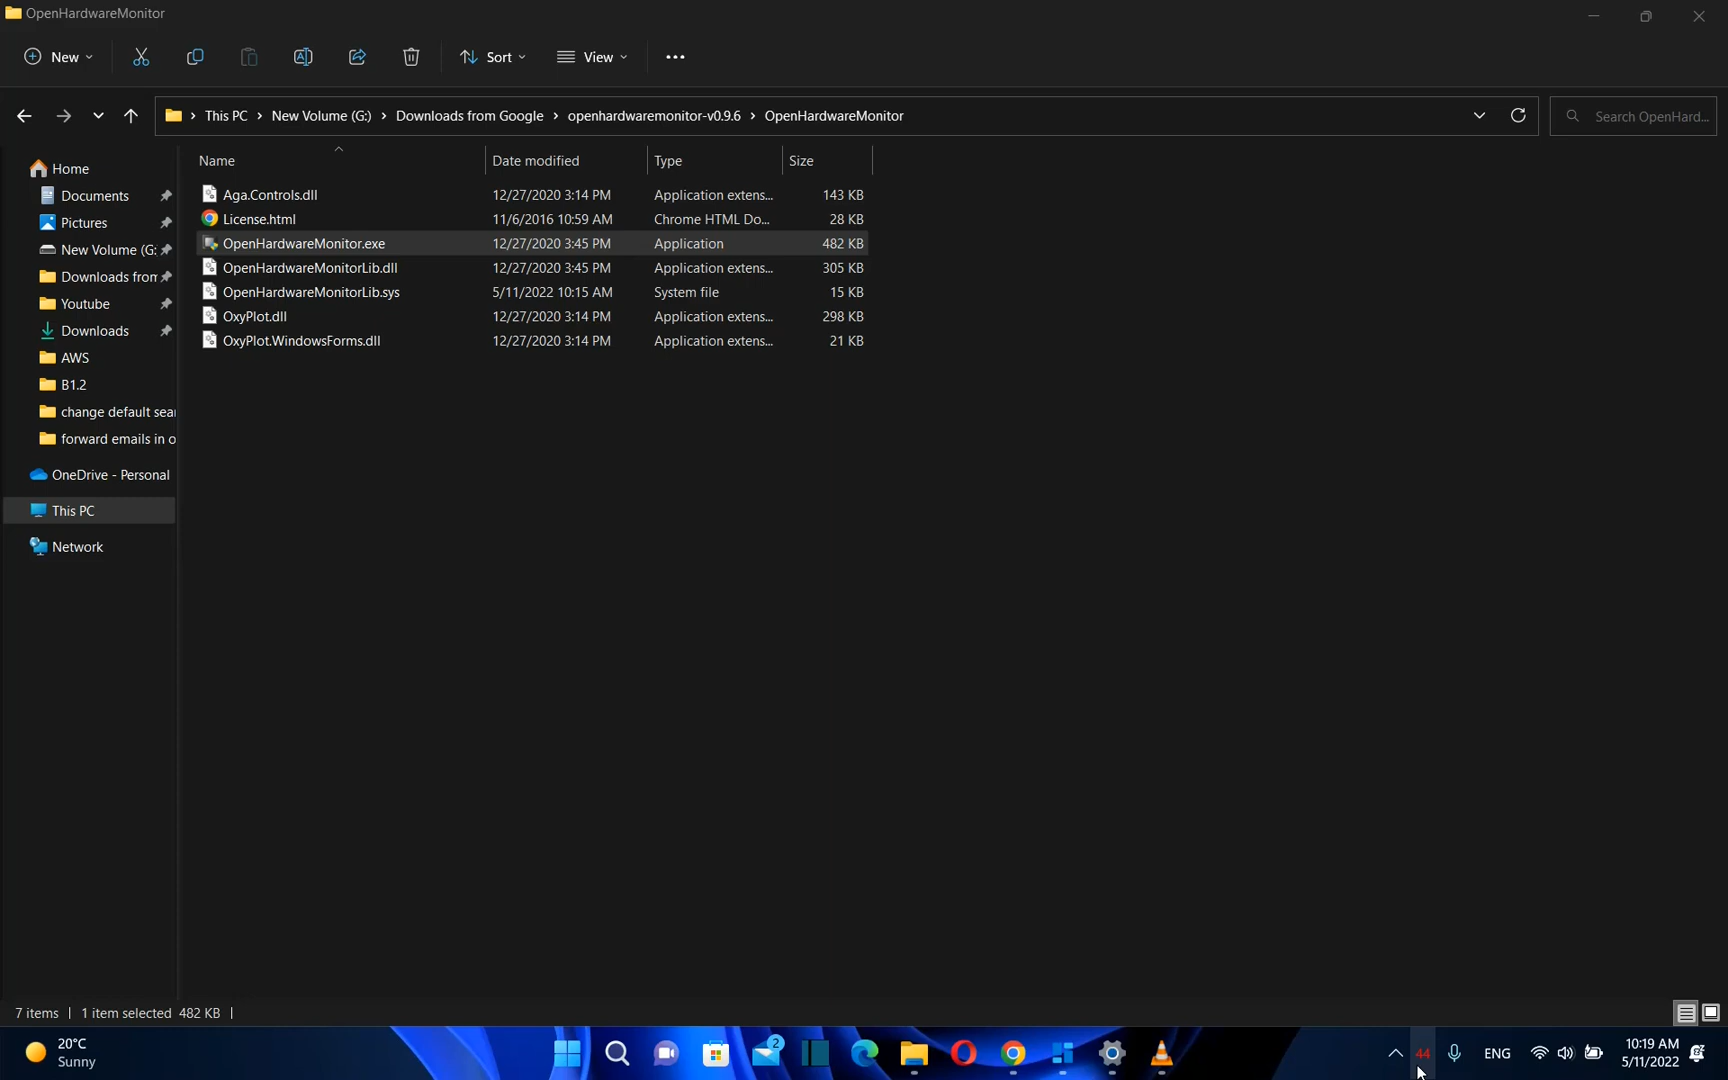 OpenHardwareMonitor
New
Sort
View
This PC > New Volume (G:) > Downloads from Google > openhardwaremonitor-v0.9.6 > OpenHardwareMonitor
Search OpenHard...
Name Date modified Type Size
Aga.Controls.dll 12/27/2020 3:14 PM Application extens... 143 KB
License.html 11/6/2016 10:59 AM Chrome HTML Do... 28 KB
OpenHardwareMonitor.exe 12/27/2020 3:45 PM Application 482 KB
OpenHardwareMonitorLib.dll 12/27/2020 3:45 PM Application extens... 305 KB
OpenHardwareMonitorLib.sys 5/11/2022 10:15 AM System file 15 KB
OxyPlot.dll 12/27/2020 3:14 PM Application extens... 298 KB
OxyPlot.WindowsForms.dll 12/27/2020 3:14 PM Application extens... 21 KB
Home
Documents
Pictures
New Volume (G:
Downloads fron
Youtube
Downloads
AWS
B1.2
change default sea
forward emails in o
OneDrive - Personal
This PC
Network
7 items 1 item selected 482 KB
20°C
Sunny
2
44
ENG
10:19 AM
5/11/2022